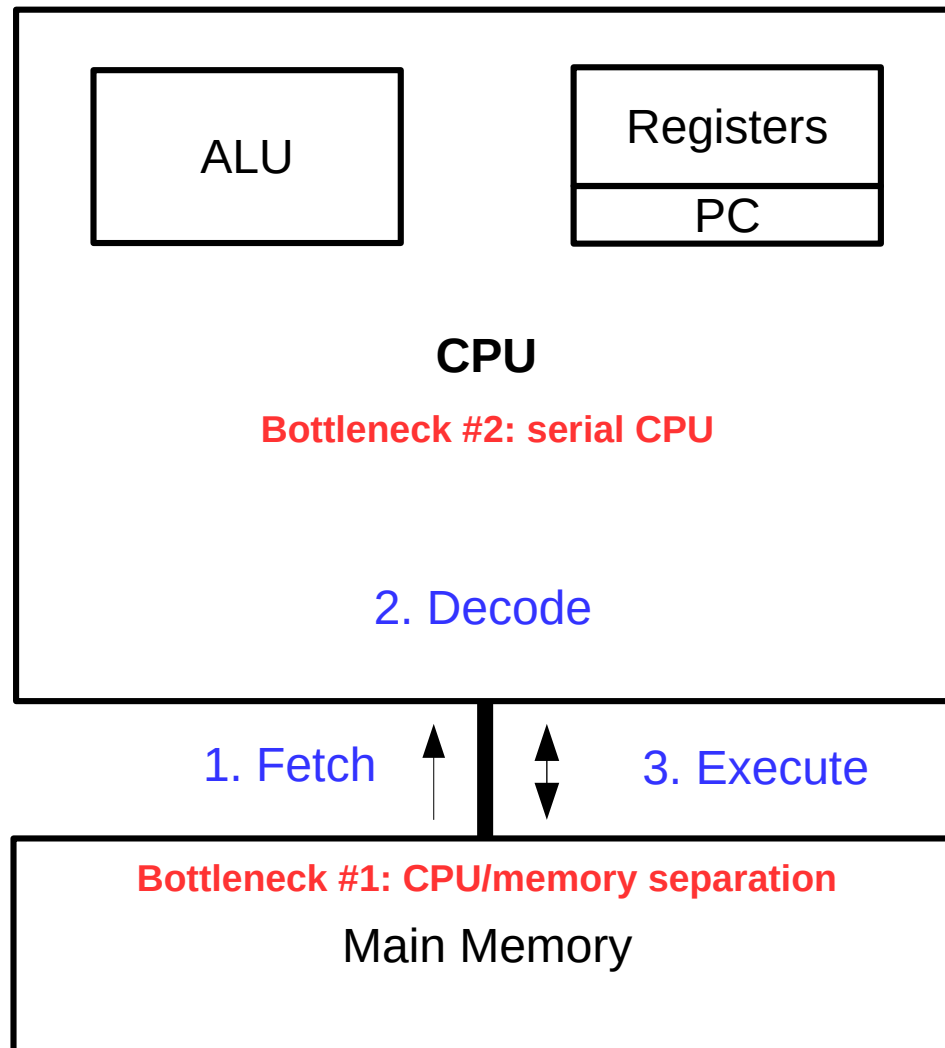 ALU
Registers
PC
CPU
Bottleneck #2: serial CPU
2. Decode
1. Fetch
3. Execute
Bottleneck #1: CPU/memory separation
Main Memory